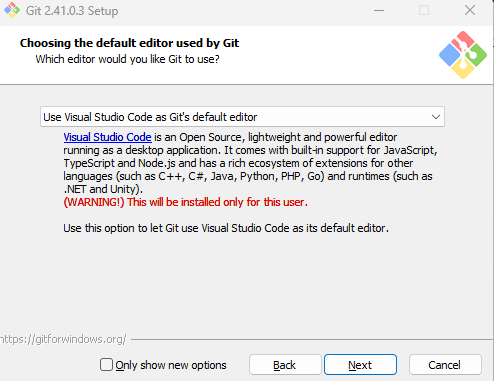 Git 2.41.0.3 Setup
Choosing the default editor used by Git
Which editor would you like Git to use?
Use Visual Studio Code as Git's default editor
Visual Studio Code is an Open Source, lightweight and powerful editor
running as a desktop application. It comes with built-in support for JavaScript,
TypeScript and Node.js and has a rich ecosystem of extensions for other
languages (such as C++, C#, Java, Python, PHP, Go) and runtimes (such as
.NET and Unity).
(WARNING!) This will be installed only for this user.
Use this option to let Git use Visual Studio Code as its default editor.
https://gitforwindows.org/
Only show new options Back Next Cancel